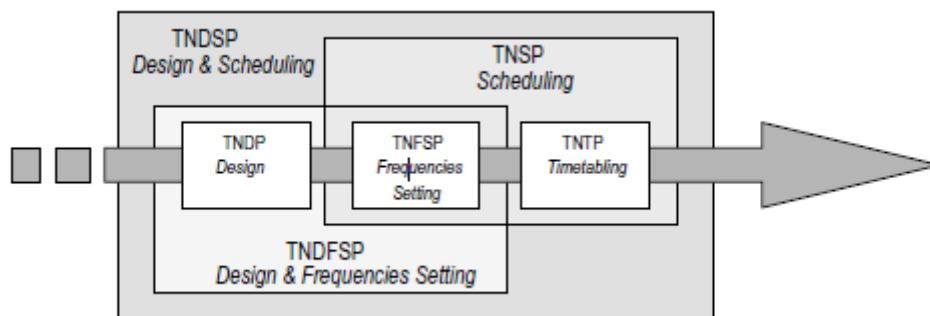 TNDSP
Design & Scheduling
TNSP
Scheduling
TNDP
Design
TNFSP
Frequencies
Setting
TNTP
Timetabling
TNDFSP
Design & Frequencies Setting